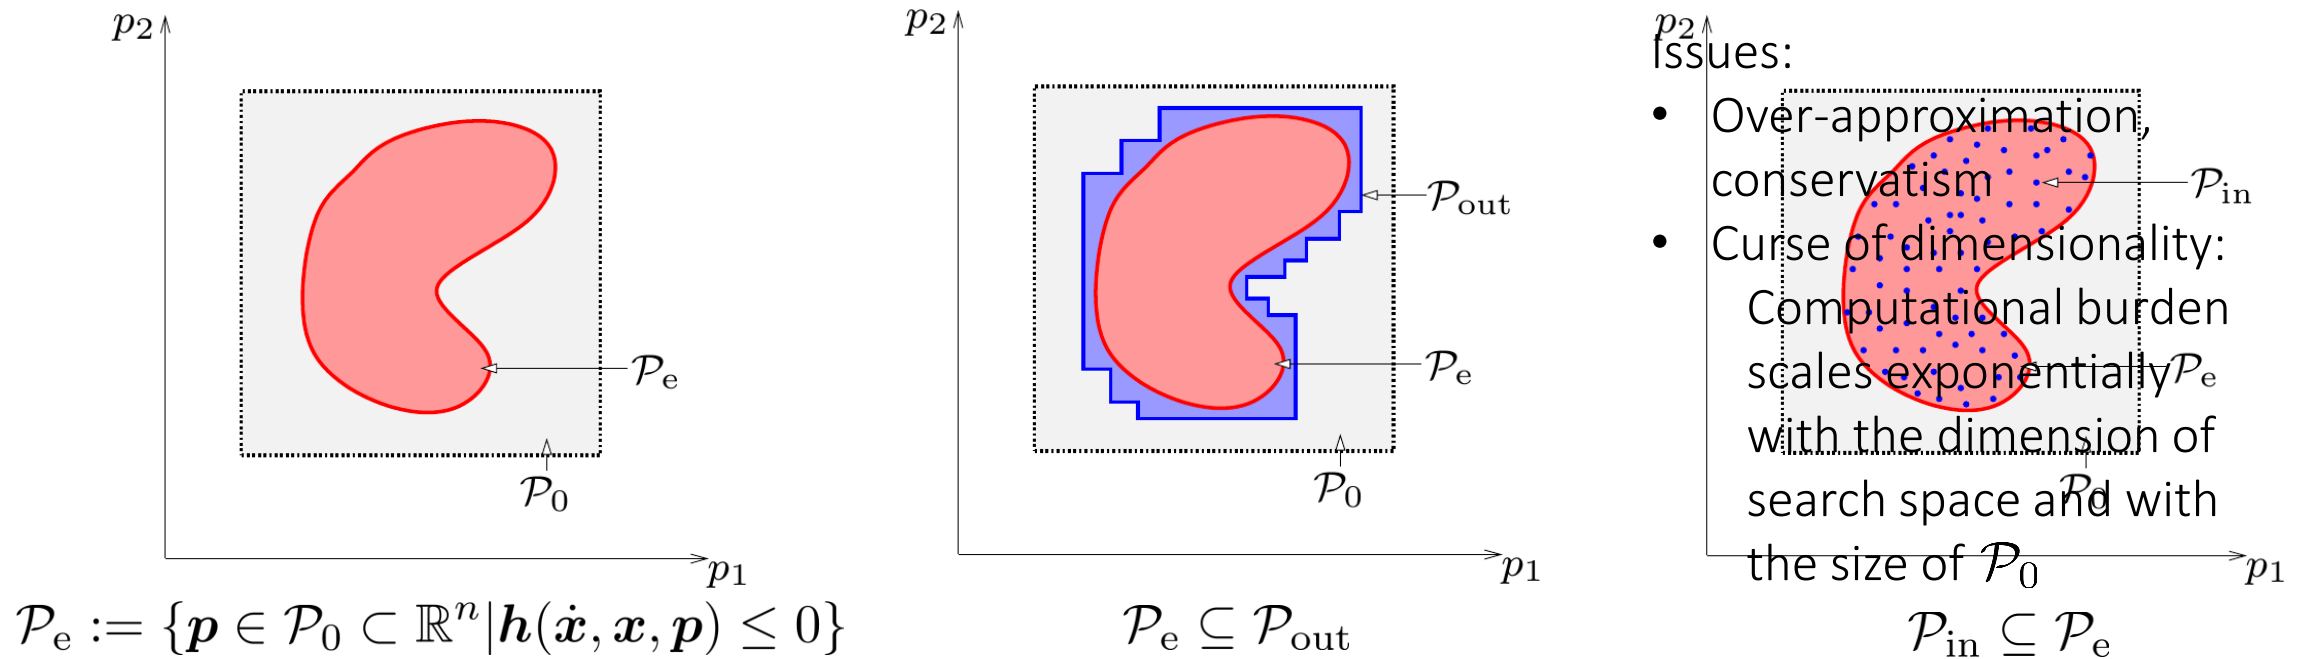 p₂
𝒫ₑ
𝒫₀
p₁
𝒫ₑ := {𝒑 ∈ 𝒫₀ ⊂ ℝⁿ|𝒉(𝒙̇, 𝒙, 𝒑) ≤ 0}
p₂
𝒫out
𝒫ₑ
𝒫₀
p₁
𝒫ₑ ⊆ 𝒫out
p₂
Issues:
• Over-approximation,
conservatism
• Curse of dimensionality:
Computational burden
scales exponentially
with the dimension of
search space and with
the size of 𝒫₀
𝒫in
𝒫ₑ
𝒫₀
p₁
𝒫in ⊆ 𝒫ₑ